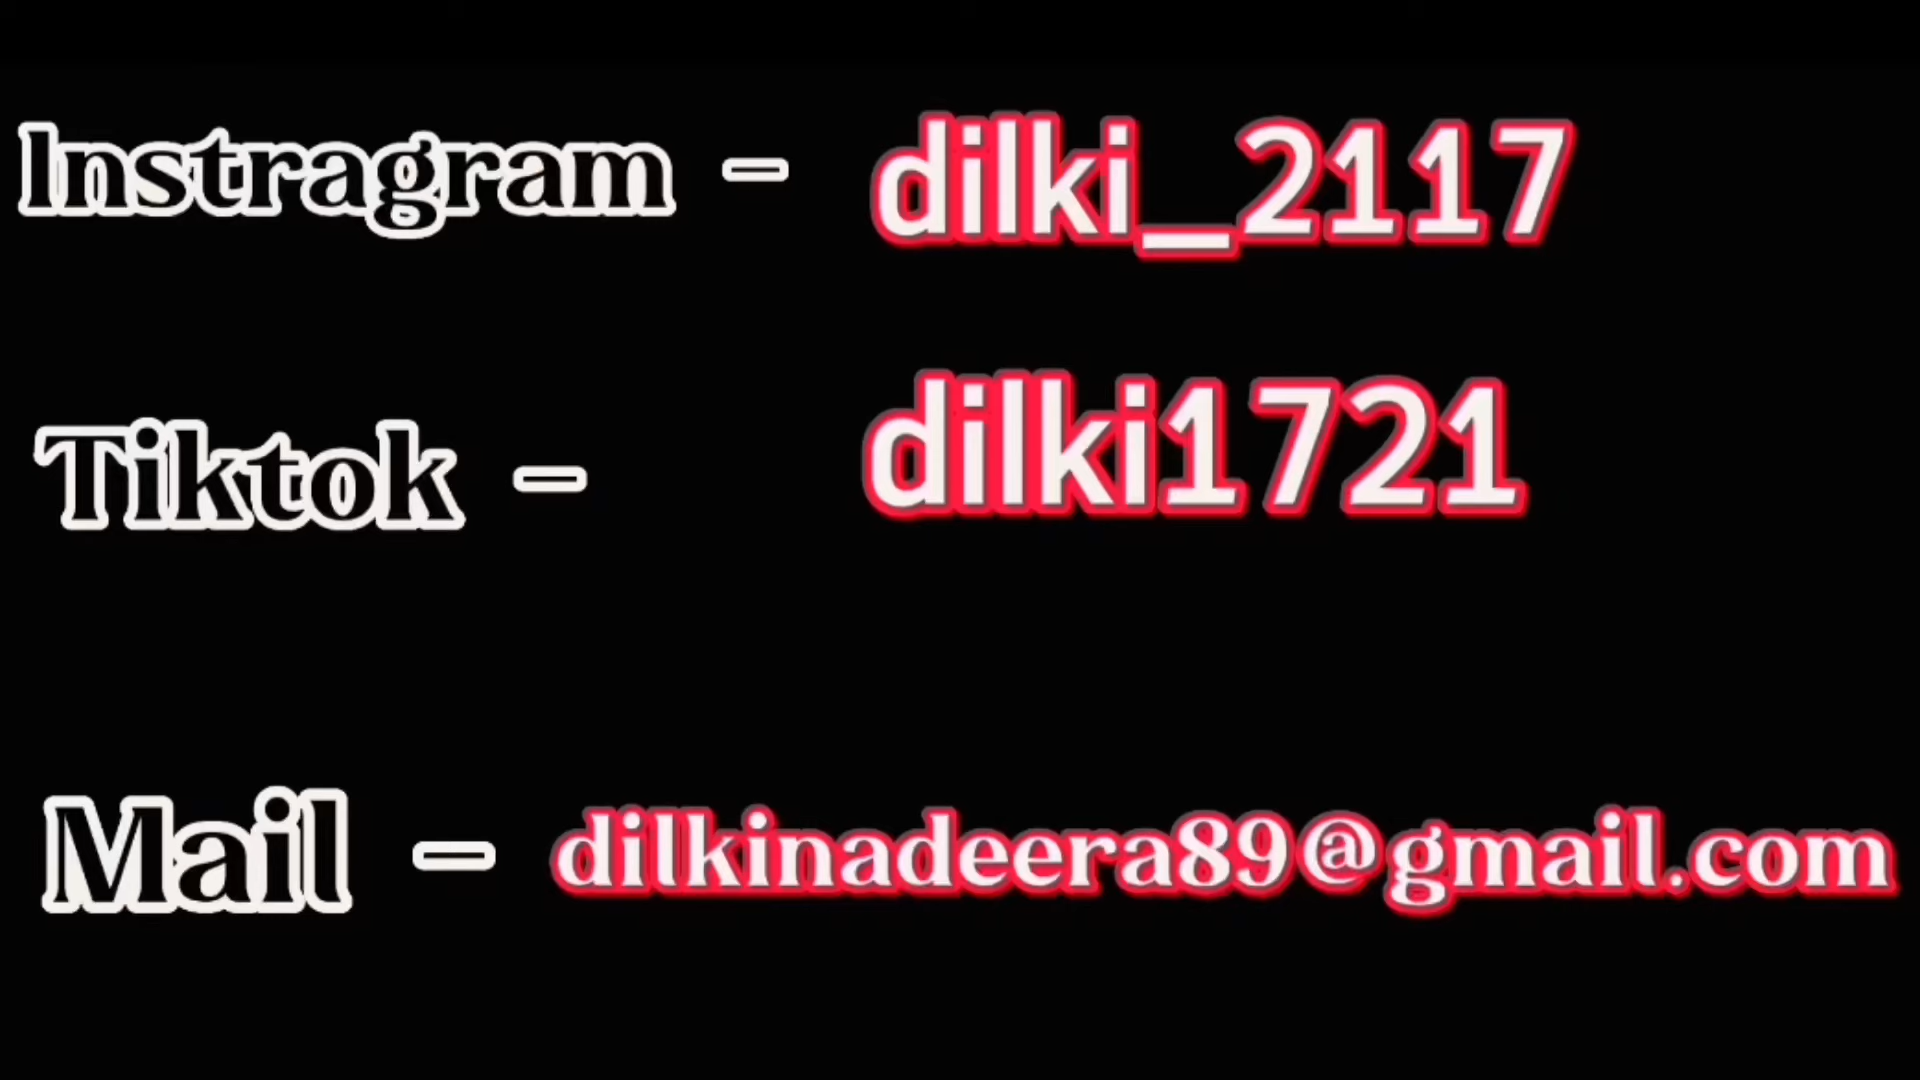 Instragram - dilki_2117
Tiktok - dilki1721
Mail - dilkinadeera89@gmail.com